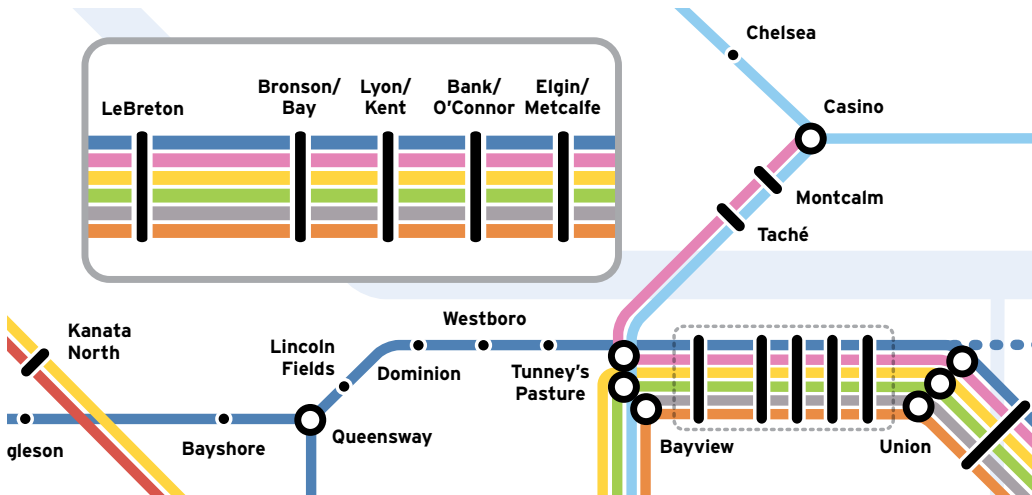 Chelsea
Casino
Montcalm
Taché
LeBreton
Bronson/
Bay
Lyon/
Kent
Bank/
O'Connor
Elgin/
Metcalfe
Kanata
North
Lincoln
Fields
Westboro
Dominion
Tunney's
Pasture
gleson
Bayshore
Queensway
Bayview
Union